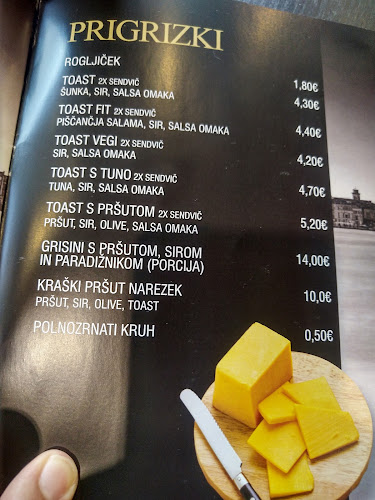 PRIGRIZKI
ROGLJIČEK 1,80€
TOAST 2X SENDVIČ 4,30€
ŠUNKA, SIR, SALSA OMAKA
TOAST FIT 2X SENDVIČ 4,40€
PIŠČANČJA SALAMA, SIR, SALSA OMAKA
TOAST VEGI 2X SENDVIČ 4,20€
SIR, SALSA OMAKA
TOAST S TUNO 2X SENDVIČ 4,70€
TUNA, SIR, SALSA OMAKA
TOAST S PRŠUTOM 2X SENDVIČ 5,20€
PRŠUT, SIR, OLIVE, SALSA OMAKA
GRISINI S PRŠUTOM, SIROM
IN PARADIŽNIKOM (PORCIJA) 14,00€
KRAŠKI PRŠUT NAREZEK 10,0€
PRŠUT, SIR, OLIVE, TOAST
POLNOZRNATI KRUH 0,50€